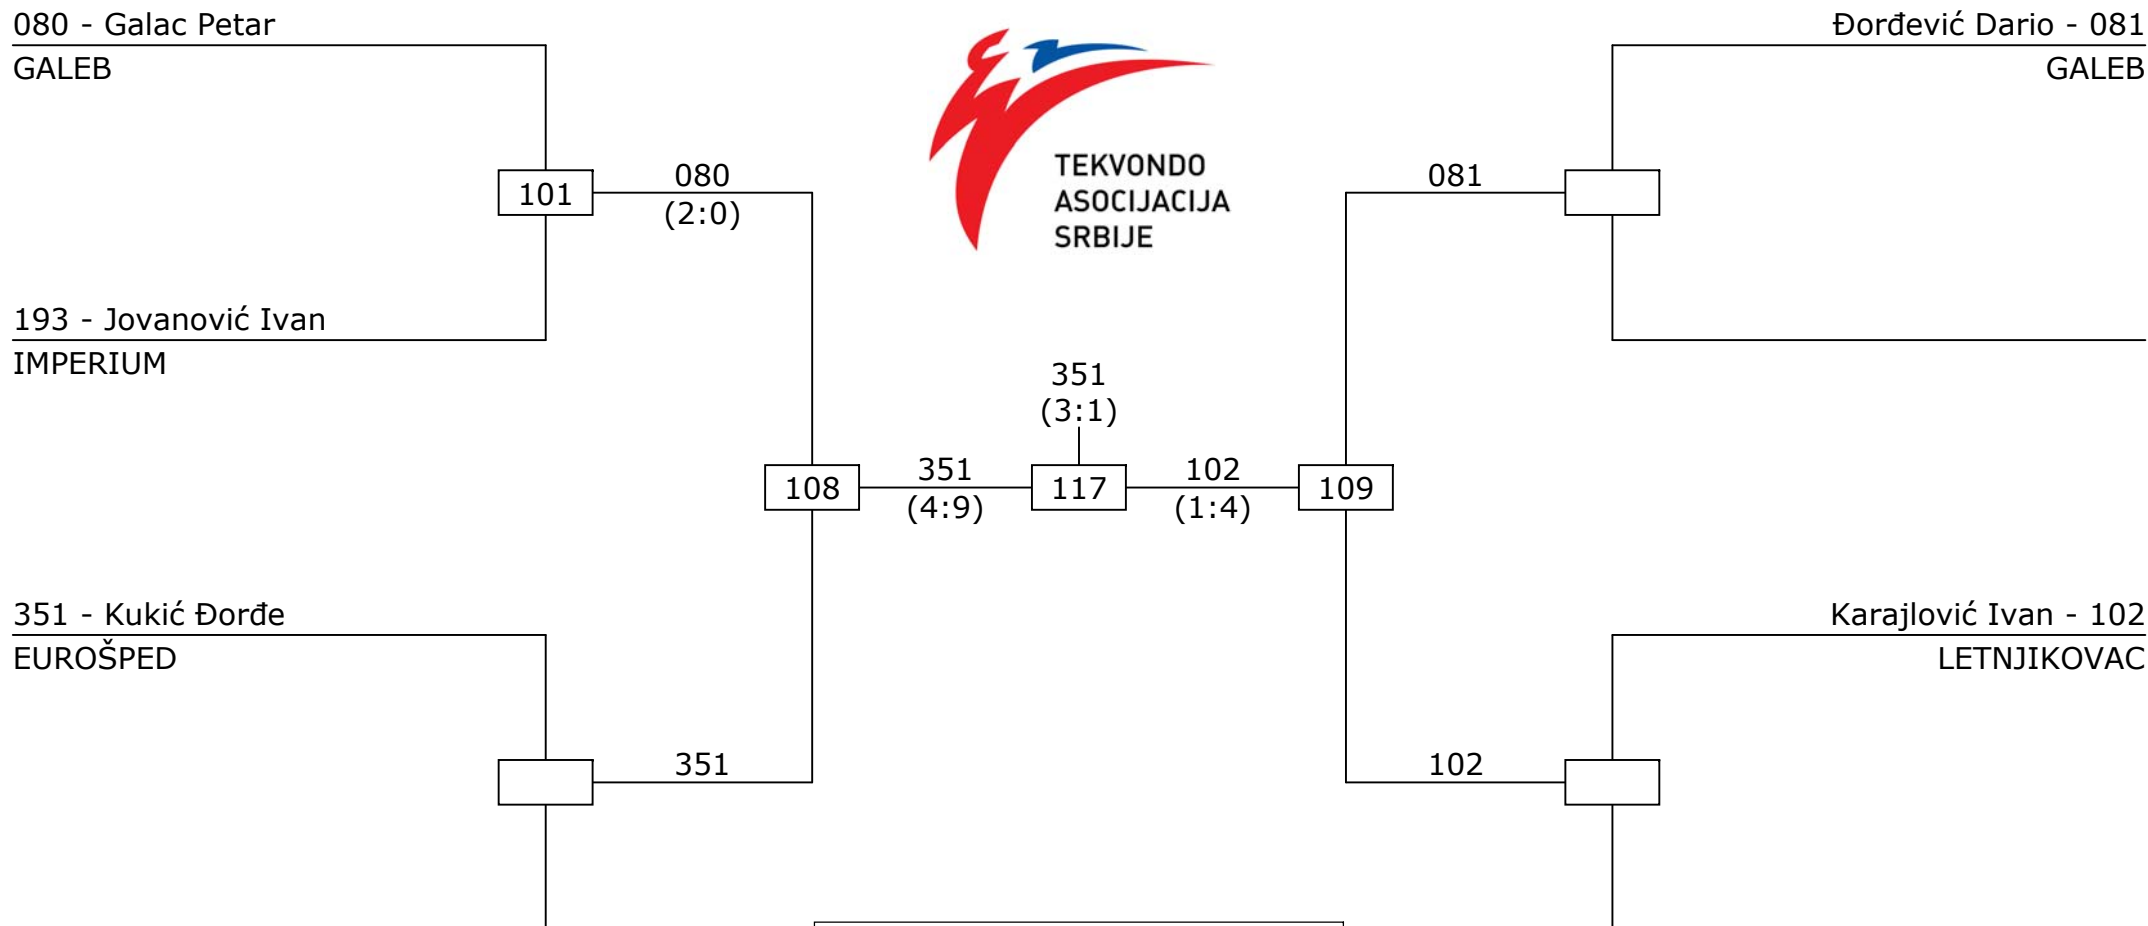 080 - Galac Petar
GALEB
Đorđević Dario - 081
GALEB
TEKVONDO
ASOCIJACIJA
SRBIJE
101
080
(2:0)
081
193 - Jovanović Ivan
IMPERIUM
351
(3:1)
108
351
(4:9)
117
102
(1:4)
109
351 - Kukić Đorđe
EUROŠPED
Karajlović Ivan - 102
LETNJIKOVAC
351
102